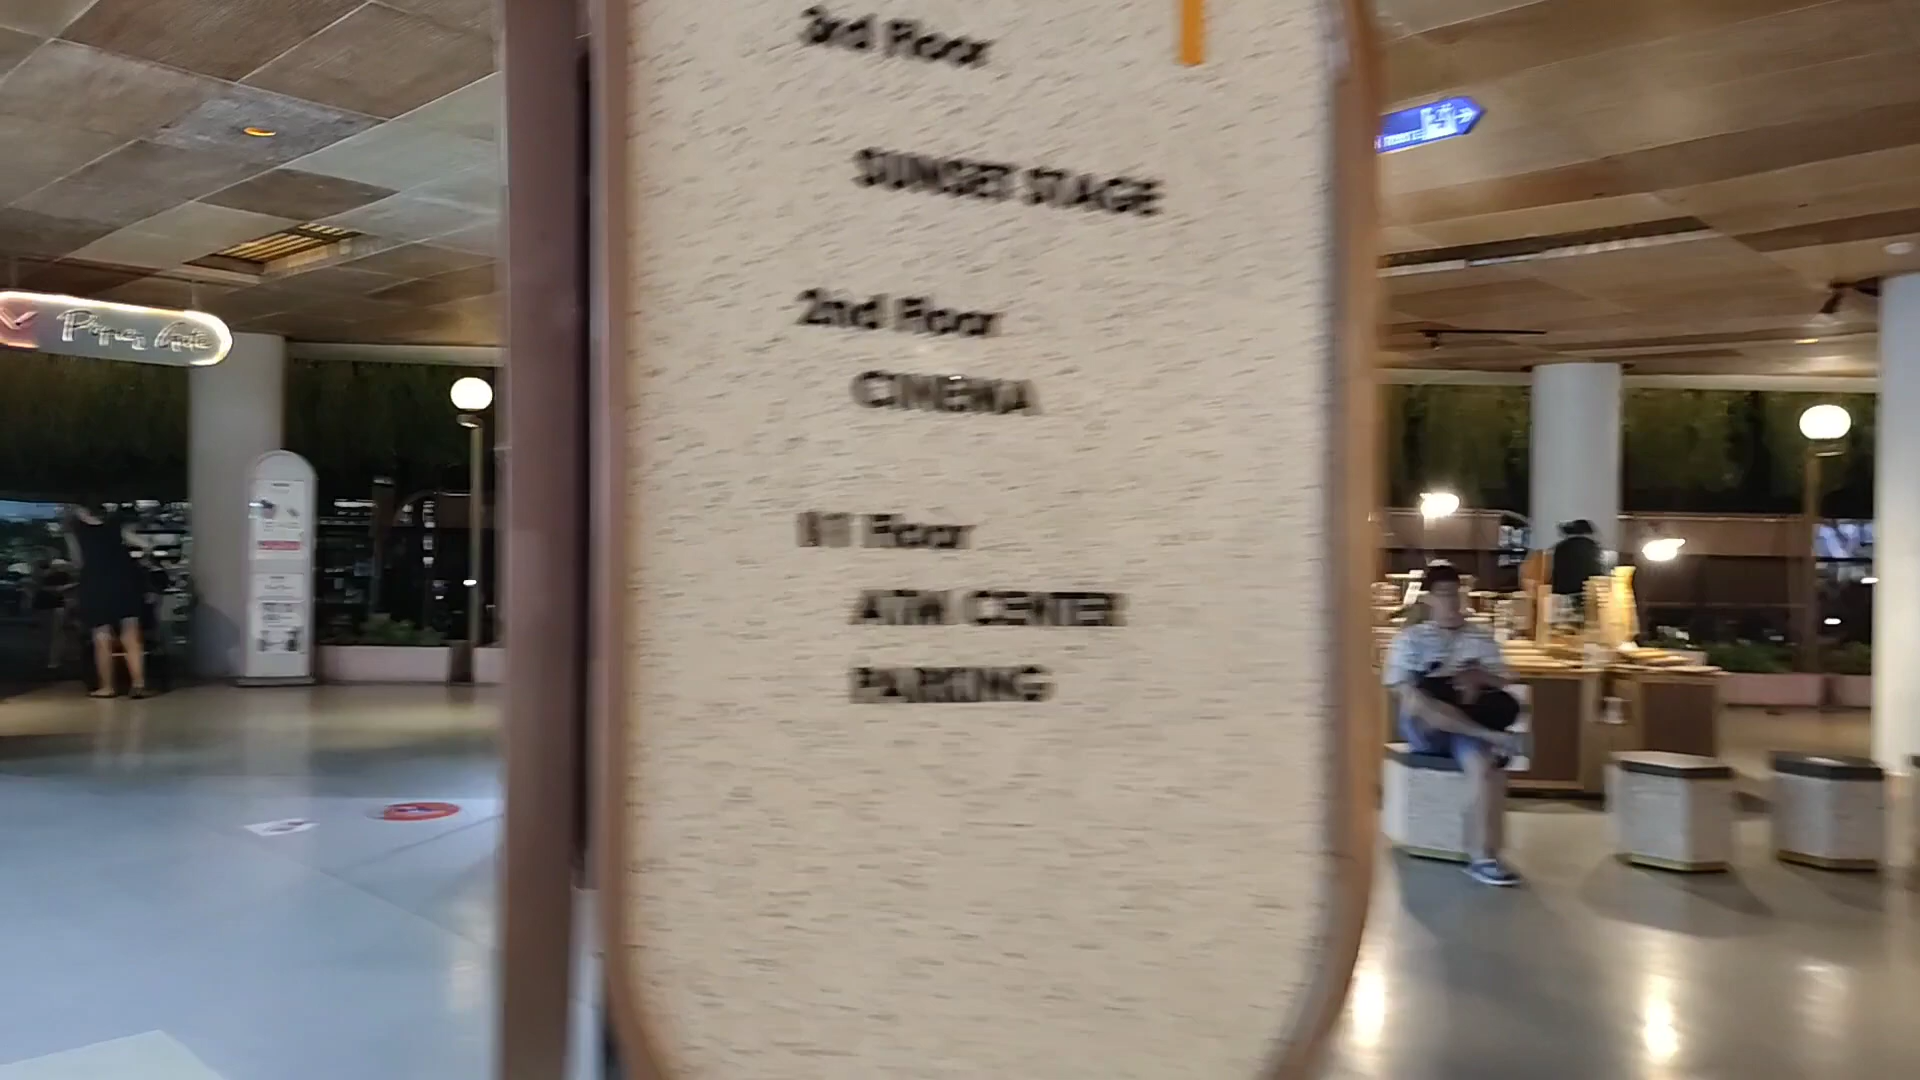 3rd Floor
SUNSET STAGE
2nd Floor
CINEMA
B1 Floor
ATM CENTER
PARKING